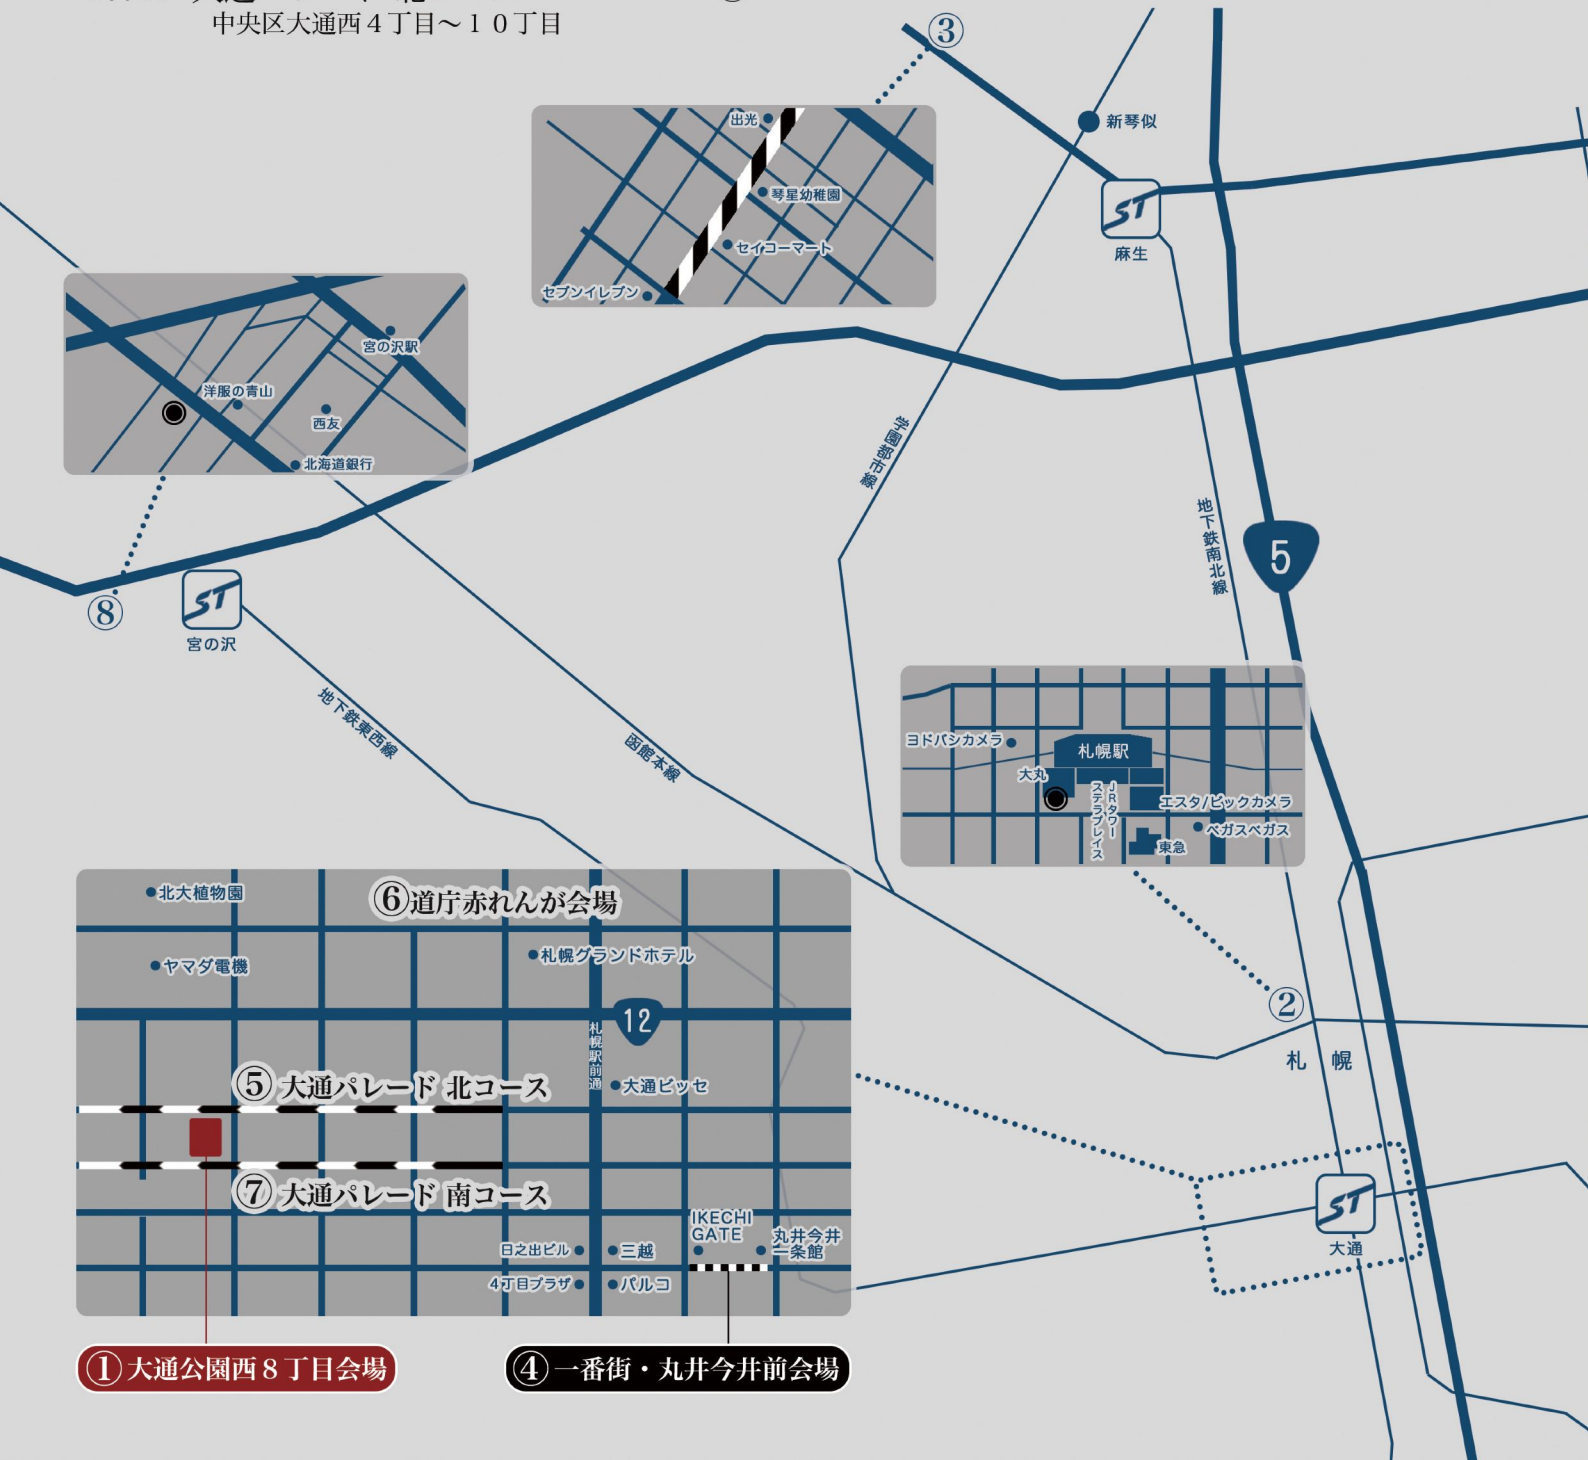 中央区大通西４丁目〜１０丁目
③
新琴似
ST
麻生
出光
琴星幼稚園
セイコーマート
セブンイレブン
宮の沢駅
洋服の青山
西友
北海道銀行
学園都市線
地下鉄南北線
5
⑧
ST
宮の沢
地下鉄東西線
函館本線
ヨドバシカメラ
札幌駅
大丸
JRタワー
ステラプレイス
エスタ/ビックカメラ
ベガスベガス
東急
②
札幌
北大植物園
⑥道庁赤れんが会場
ヤマダ電機
札幌グランドホテル
12
札幌駅前通
⑤ 大通パレード 北コース
大通ビッセ
⑦ 大通パレード 南コース
IKECHI
GATE
丸井今井
一条館
日之出ビル
三越
4丁目プラザ
パルコ
ST
大通
①大通公園西８丁目会場
④一番街・丸井今井前会場